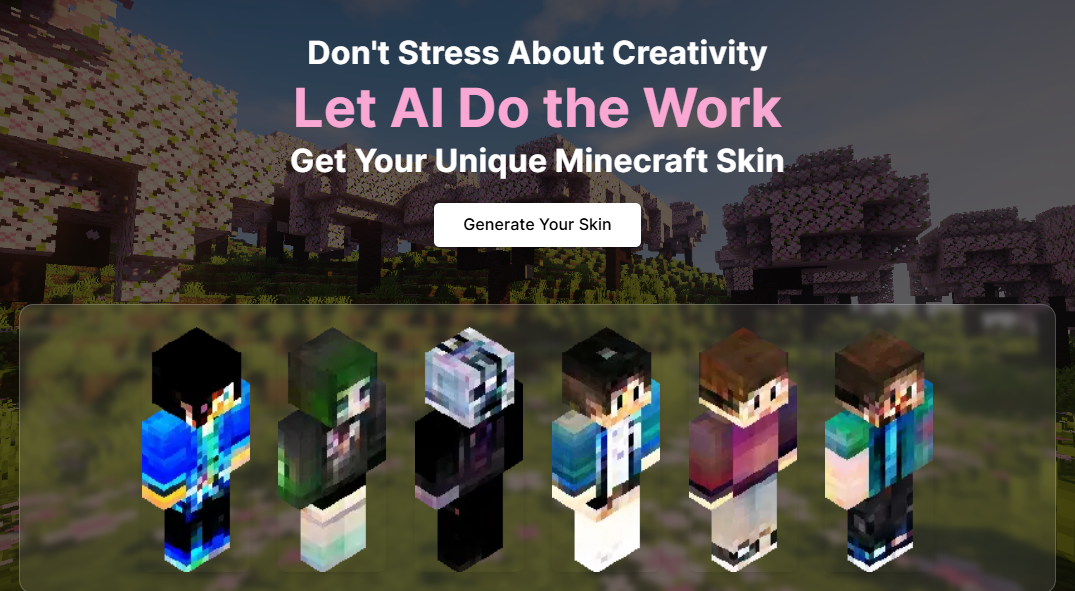 Don't Stress About Creativity
Let AI Do the Work
Get Your Unique Minecraft Skin
Generate Your Skin